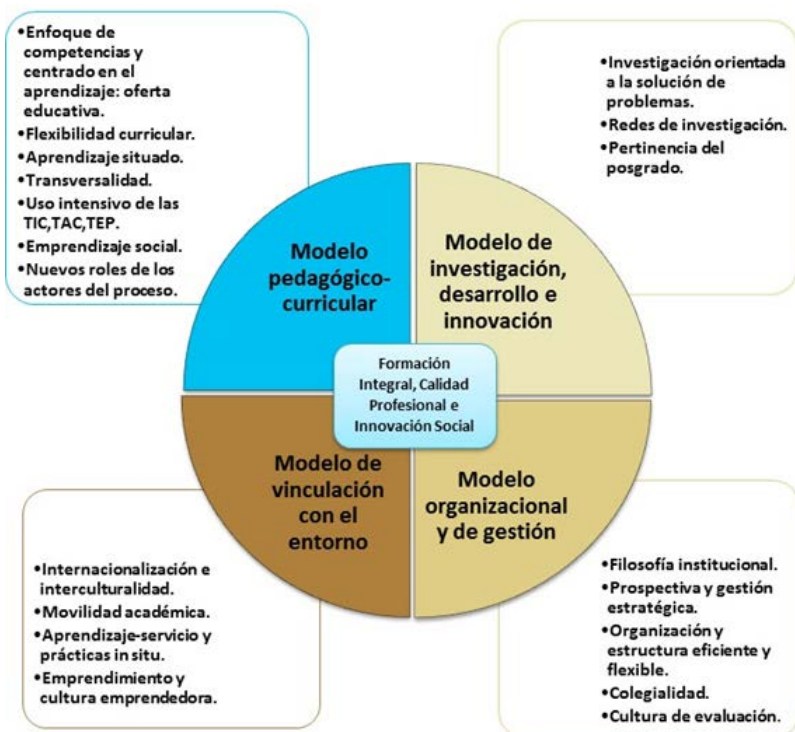 •Enfoque de
competencias y
centrado en el
aprendizaje: oferta
educativa.
•Flexibilidad curricular.
•Aprendizaje situado.
•Transversalidad.
•Uso intensivo de las
TIC,TAC,TEP.
•Emprendizaje social.
•Nuevos roles de los
actores del proceso.
•Investigación orientada
a la solución de
problemas.
•Redes de investigación.
•Pertinencia del
posgrado.
Modelo
pedagógico-
curricular
Modelo de
investigación,
desarrollo e
innovación
Formación
Integral, Calidad
Profesional e
Innovación Social
Modelo de
vinculación
con el
entorno
Modelo
organizacional
y de gestión
•Internacionalización e
interculturalidad.
•Movilidad académica.
•Aprendizaje-servicio y
prácticas in situ.
•Emprendimiento y
cultura emprendedora.
•Filosofía institucional.
•Prospectiva y gestión
estratégica.
•Organización y
estructura eficiente y
flexible.
•Colegialidad.
•Cultura de evaluación.